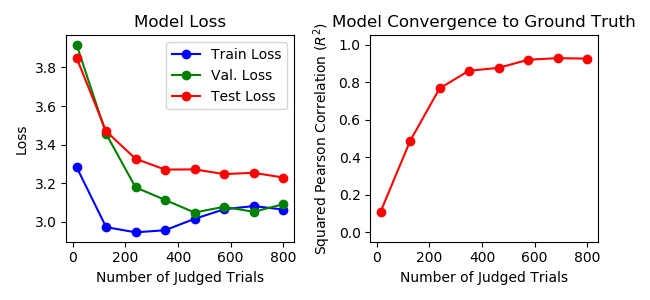 Model Loss
Train Loss
Val. Loss
Test Loss
3.8
3.6
3.4
3.2
3.0
Loss
0
200
400
600
800
Number of Judged Trials
Model Convergence to Ground Truth
1.0
0.8
0.6
0.4
0.2
0.0
Squared Pearson Correlation (R²)
0
200
400
600
800
Number of Judged Trials